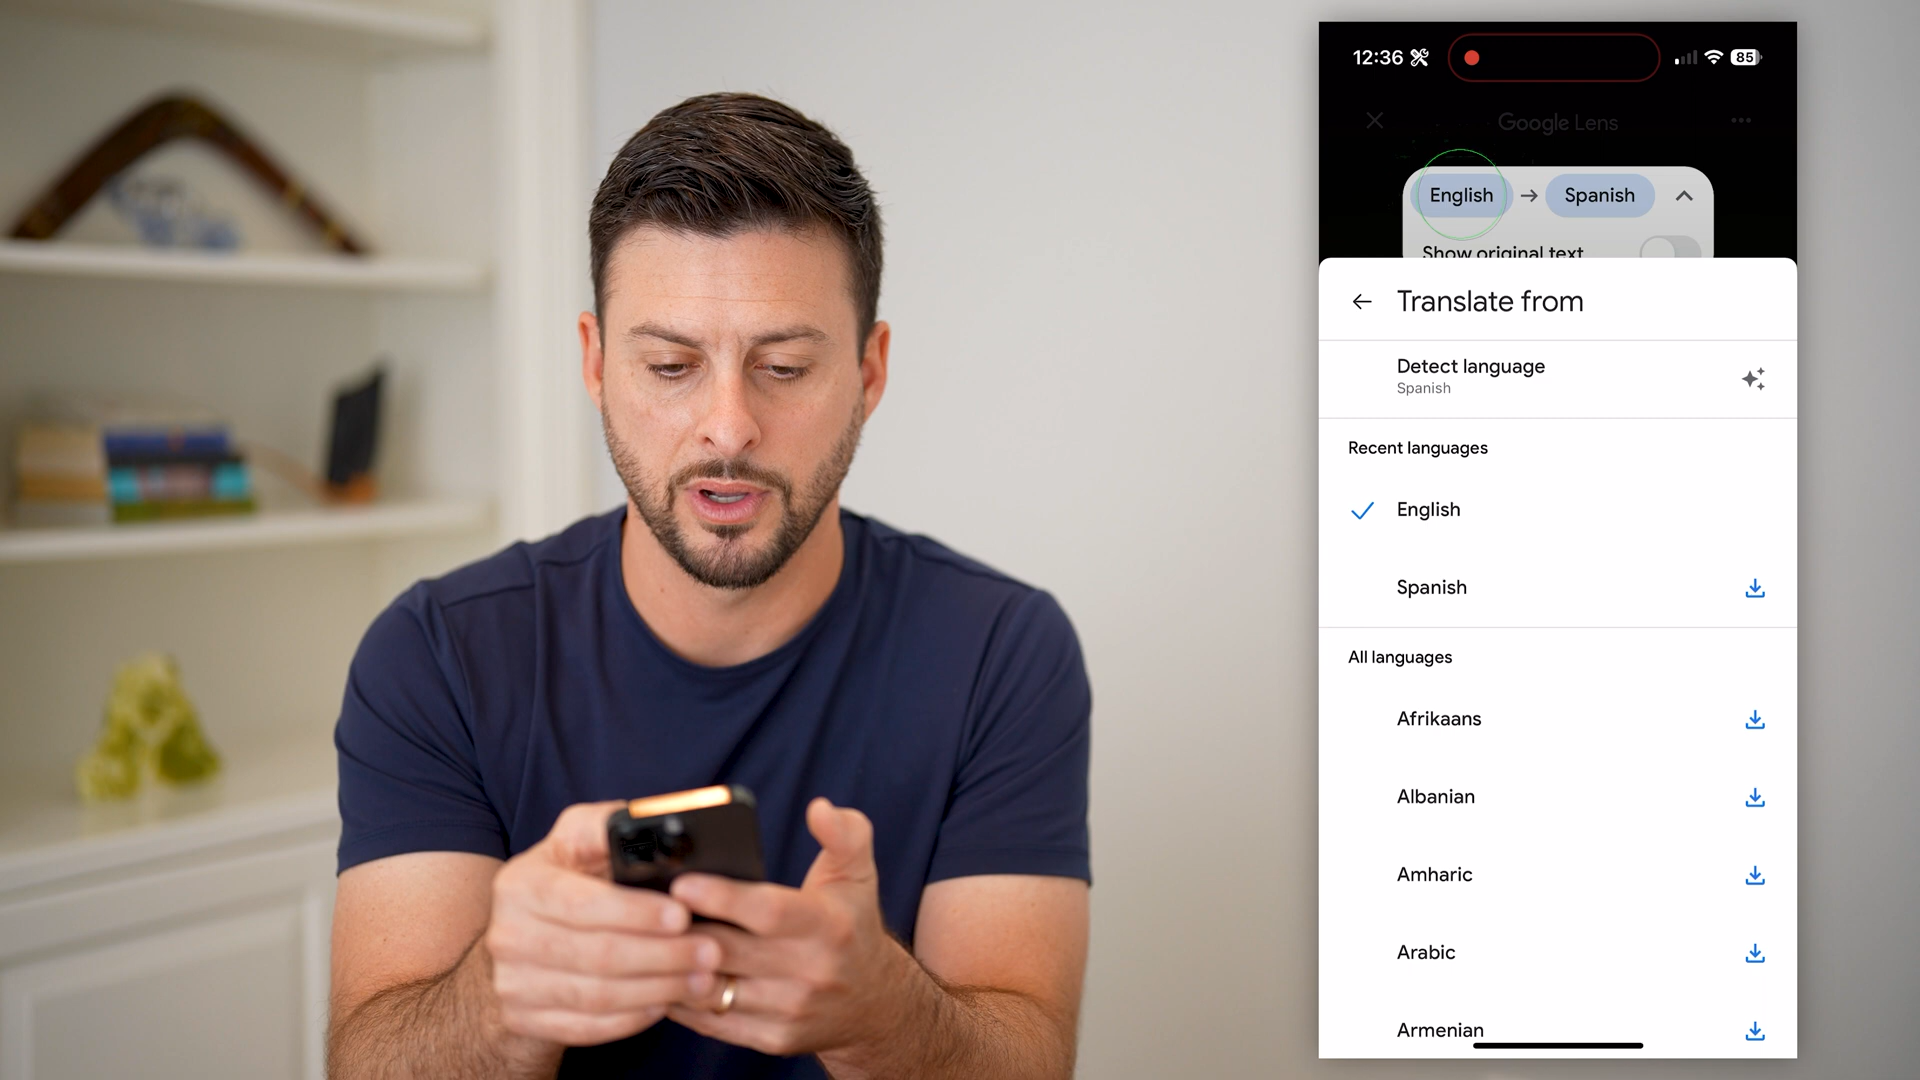 12:36
85
Google Lens
English → Spanish
Show original text
Translate from
Detect language
Spanish
Recent languages
English
Spanish
All languages
Afrikaans
Albanian
Amharic
Arabic
Armenian